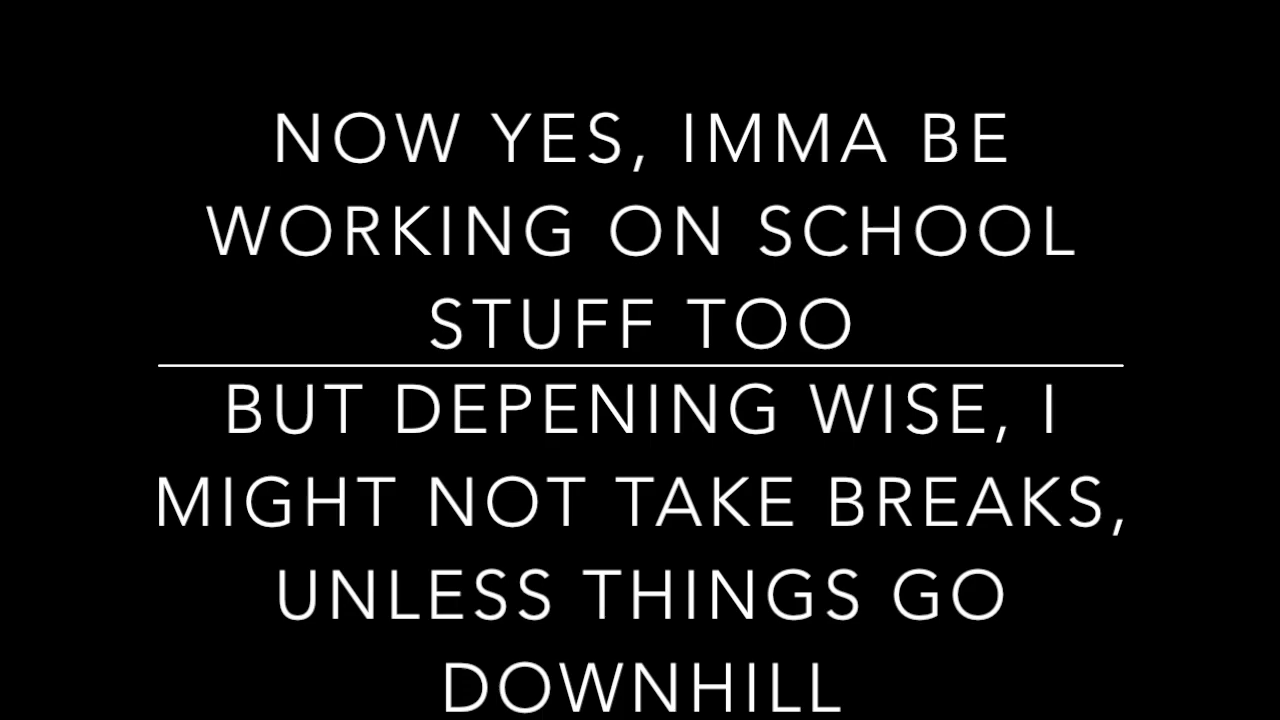 NOW YES, IMMA BE
WORKING ON SCHOOL
STUFF TOO
BUT DEPENING WISE, I
MIGHT NOT TAKE BREAKS,
UNLESS THINGS GO
DOWNHILL